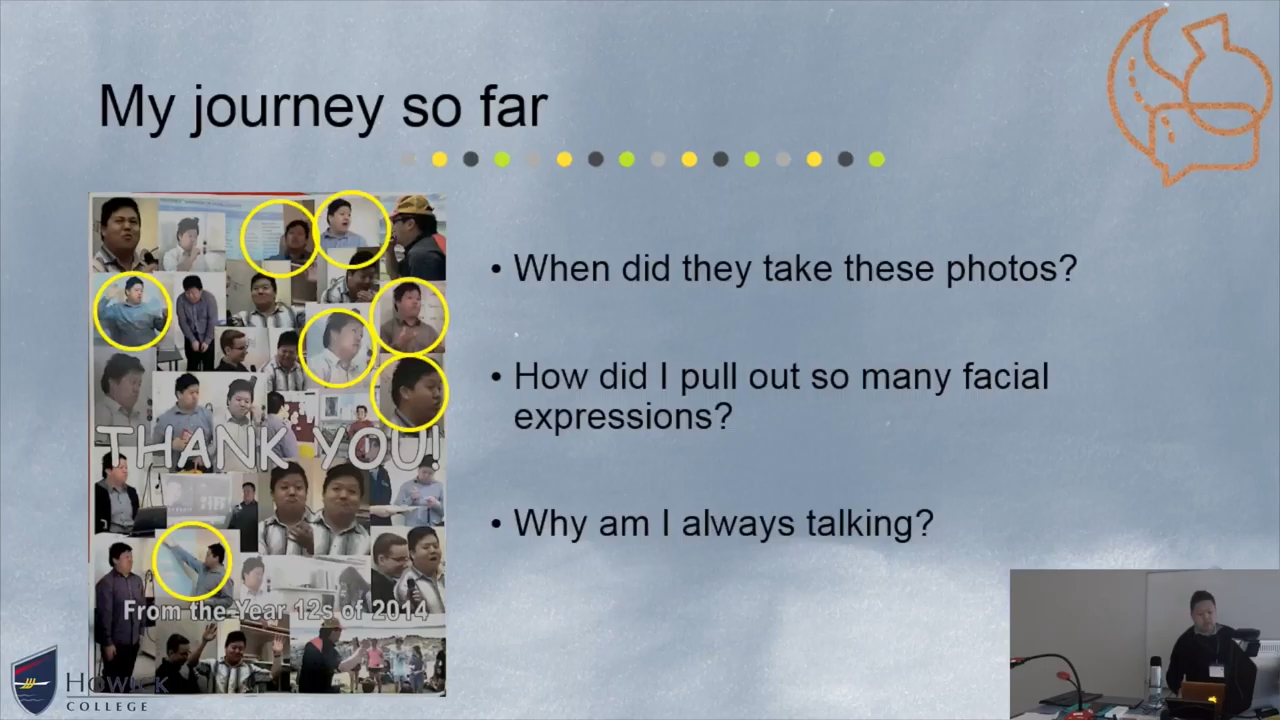 My journey so far
• When did they take these photos?
• How did I pull out so many facial
expressions?
• Why am I always talking?
THANK YOU!
From the Year 12s of 2014
HOWICK
COLLEGE